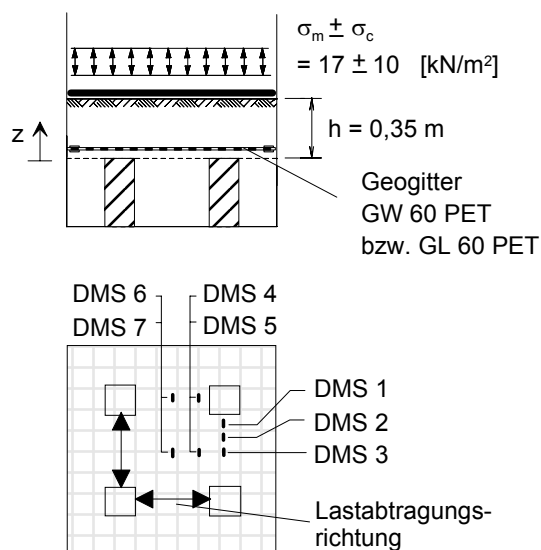 σm ± σc
= 17 ± 10 [kN/m²]
z
h = 0,35 m
Geogitter
GW 60 PET
bzw. GL 60 PET
DMS 6
DMS 4
DMS 7
DMS 5
DMS 1
DMS 2
DMS 3
Lastabtragungs-
richtung